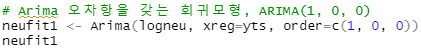 # Arima 오차항을 갖는 회귀모형, ARIMA(1, 0, 0)
neufit1 <- Arima(logneu, xreg=yts, order=c(1, 0, 0))
neufit1